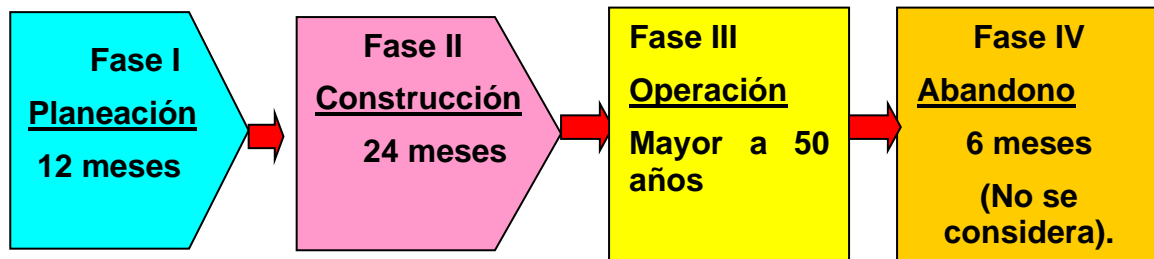 Fase I
Planeación
12 meses
Fase II
Construcción
24 meses
Fase III
Operación
Mayor a 50
años
Fase IV
Abandono
6 meses
(No se
considera).